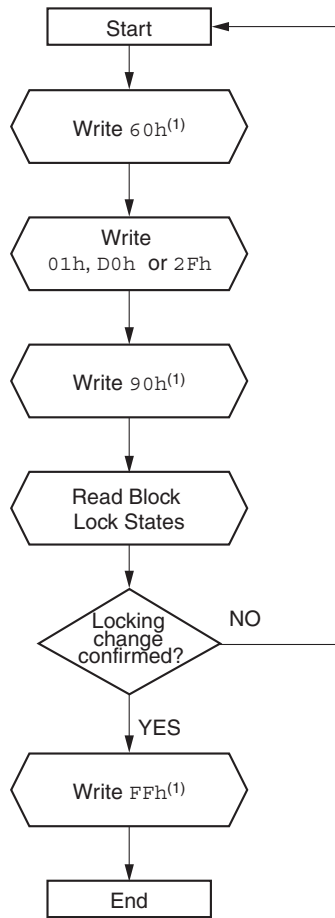 Start
Write 60h(1)
Write
01h, D0h or 2Fh
Write 90h(1)
Read Block
Lock States
Locking
change
confirmed?
NO
YES
Write FFh(1)
End